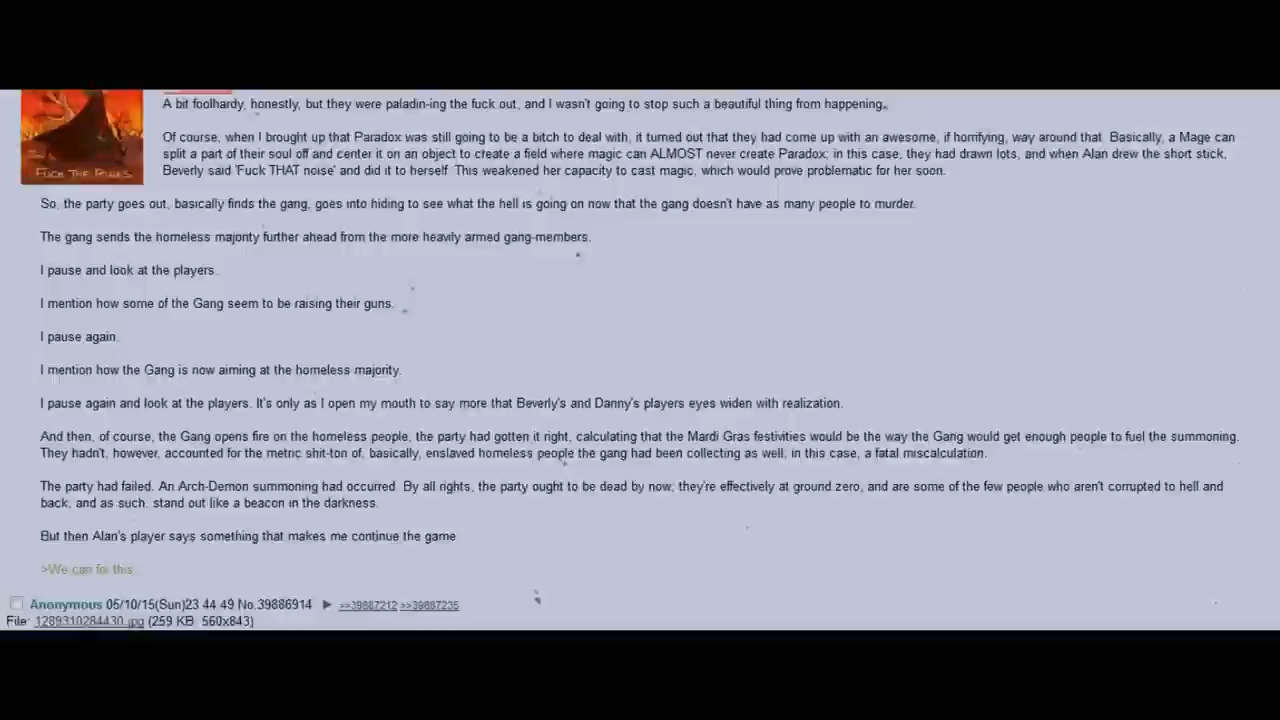 A bit foolhardy, honestly, but they were paladin-ing the fuck out, and I wasn't going to stop such a beautiful thing from happening.
Of course, when I brought up that Paradox was still going to be a bitch to deal with, it turned out that they had come up with an awesome, if horrifying, way around that. Basically, a Mage can
split a part of their soul off and center it on an object to create a field where magic can ALMOST never create Paradox; in this case, they had drawn lots, and when Alan drew the short stick,
Beverly said 'Fuck THAT noise' and did it to herself. This weakened her capacity to cast magic, which would prove problematic for her soon.
FUCK THE RULES
So, the party goes out, basically finds the gang, goes into hiding to see what the hell is going on now that the gang doesn't have as many people to murder.
The gang sends the homeless majority further ahead from the more heavily armed gang-members.
I pause and look at the players.
I mention how some of the Gang seem to be raising their guns.
I pause again.
I mention how the Gang is now aiming at the homeless majority.
I pause again and look at the players. It's only as I open my mouth to say more that Beverly's and Danny's players eyes widen with realization.
And then, of course, the Gang opens fire on the homeless people, the party had gotten it right, calculating that the Mardi Gras festivities would be the way the Gang would get enough people to fuel the summoning.
They hadn't, however, accounted for the metric shit-ton of, basically, enslaved homeless people the gang had been collecting as well, in this case, a fatal miscalculation.
The party had failed. An Arch-Demon summoning had occurred. By all rights, the party ought to be dead by now; they're effectively at ground zero, and are some of the few people who aren't corrupted to hell and
back, and as such, stand out like a beacon in the darkness.
But then Alan's player says something that makes me continue the game
>We can fix this.
Anonymous 05/10/15(Sun)23 44 49 No.39886914 ▶ >>39887212 >>39887235
File: 1289310284430.jpg (259 KB 560x843)